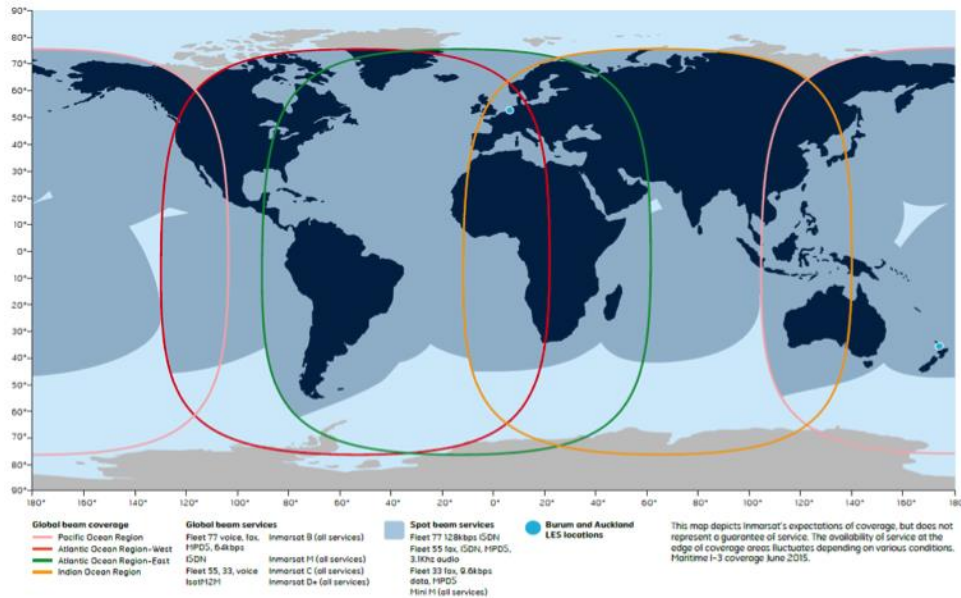 90°
80°
70°
60°
50°
40°
30°
20°
10°
0°
10°
20°
30°
40°
50°
60°
70°
80°
90°
180° 160° 140° 120° 100° 80° 60° 40° 20° 0° 20° 40° 60° 80° 100° 120° 140° 160° 180
Global beam coverage
Pacific Ocean Region
Atlantic Ocean Region-West
Atlantic Ocean Region-East
Indian Ocean Region
Global beam services
Fleet 77 voice, fax,
MPDS, 64kbps
ISDN
Fleet 55, 33, voice
IsatM2M
Inmarsat B (all services)
Inmarsat M (all services)
Inmarsat C (all services)
Inmarsat D+ (all services)
Spot beam services
Fleet 77 128kbps ISDN
Fleet 55 fax, ISDN, MPDS,
3.1Khz audio
Fleet 33 fax, 9.6kbps
data, MPDS
Mini M (all services)
Burum and Auckland
LES locations
This map depicts Inmarsat's expectations of coverage, but does not
represent a guarantee of service. The availability of service at the
edge of coverage areas fluctuates depending on various conditions.
Maritime I-3 coverage June 2015.